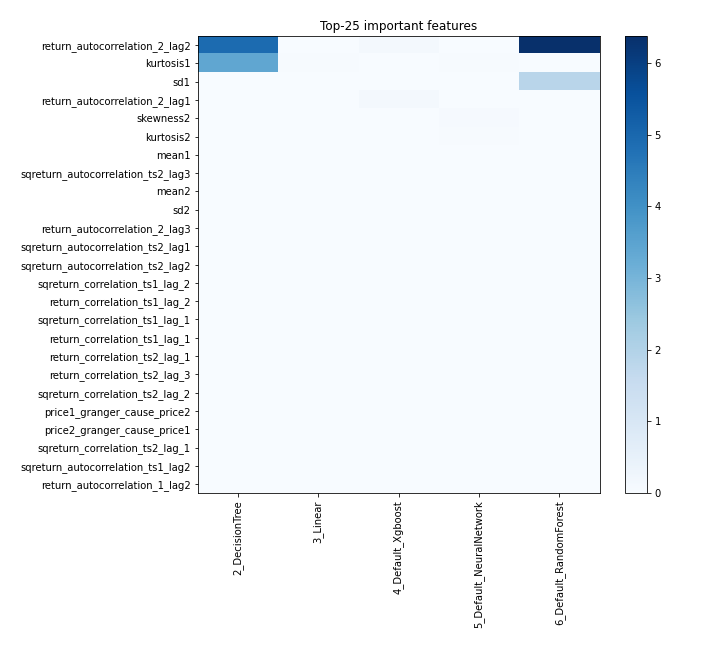 Top-25 important features
return_autocorrelation_2_lag2
kurtosis1
sd1
return_autocorrelation_2_lag1
skewness2
kurtosis2
mean1
sqreturn_autocorrelation_ts2_lag3
mean2
sd2
return_autocorrelation_2_lag3
sqreturn_autocorrelation_ts2_lag1
sqreturn_autocorrelation_ts2_lag2
sqreturn_correlation_ts1_lag_2
return_correlation_ts1_lag_2
sqreturn_correlation_ts1_lag_1
return_correlation_ts1_lag_1
return_correlation_ts2_lag_1
return_correlation_ts2_lag_3
sqreturn_correlation_ts2_lag_2
price1_granger_cause_price2
price2_granger_cause_price1
sqreturn_correlation_ts2_lag_1
sqreturn_autocorrelation_ts1_lag2
return_autocorrelation_1_lag2
2_DecisionTree
3_Linear
4_Default_Xgboost
5_Default_NeuralNetwork
6_Default_RandomForest
6
5
4
3
2
1
0